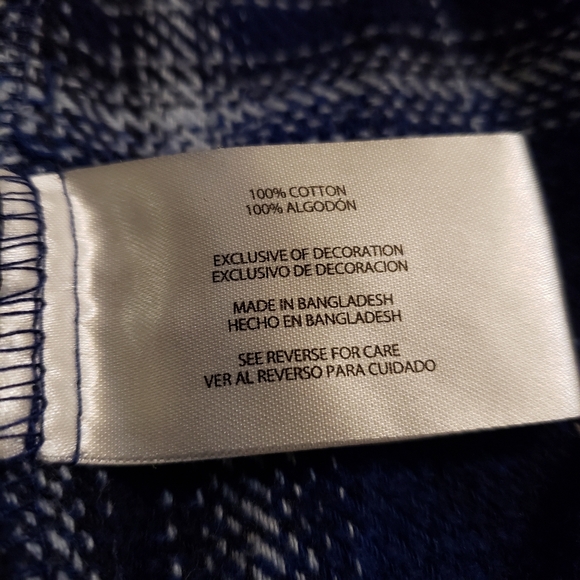 100% COTTON
100% ALGODÓN
EXCLUSIVE OF DECORATION
EXCLUSIVO DE DECORACION
MADE IN BANGLADESH
HECHO EN BANGLADESH
SEE REVERSE FOR CARE
VER AL REVERSO PARA CUIDADO